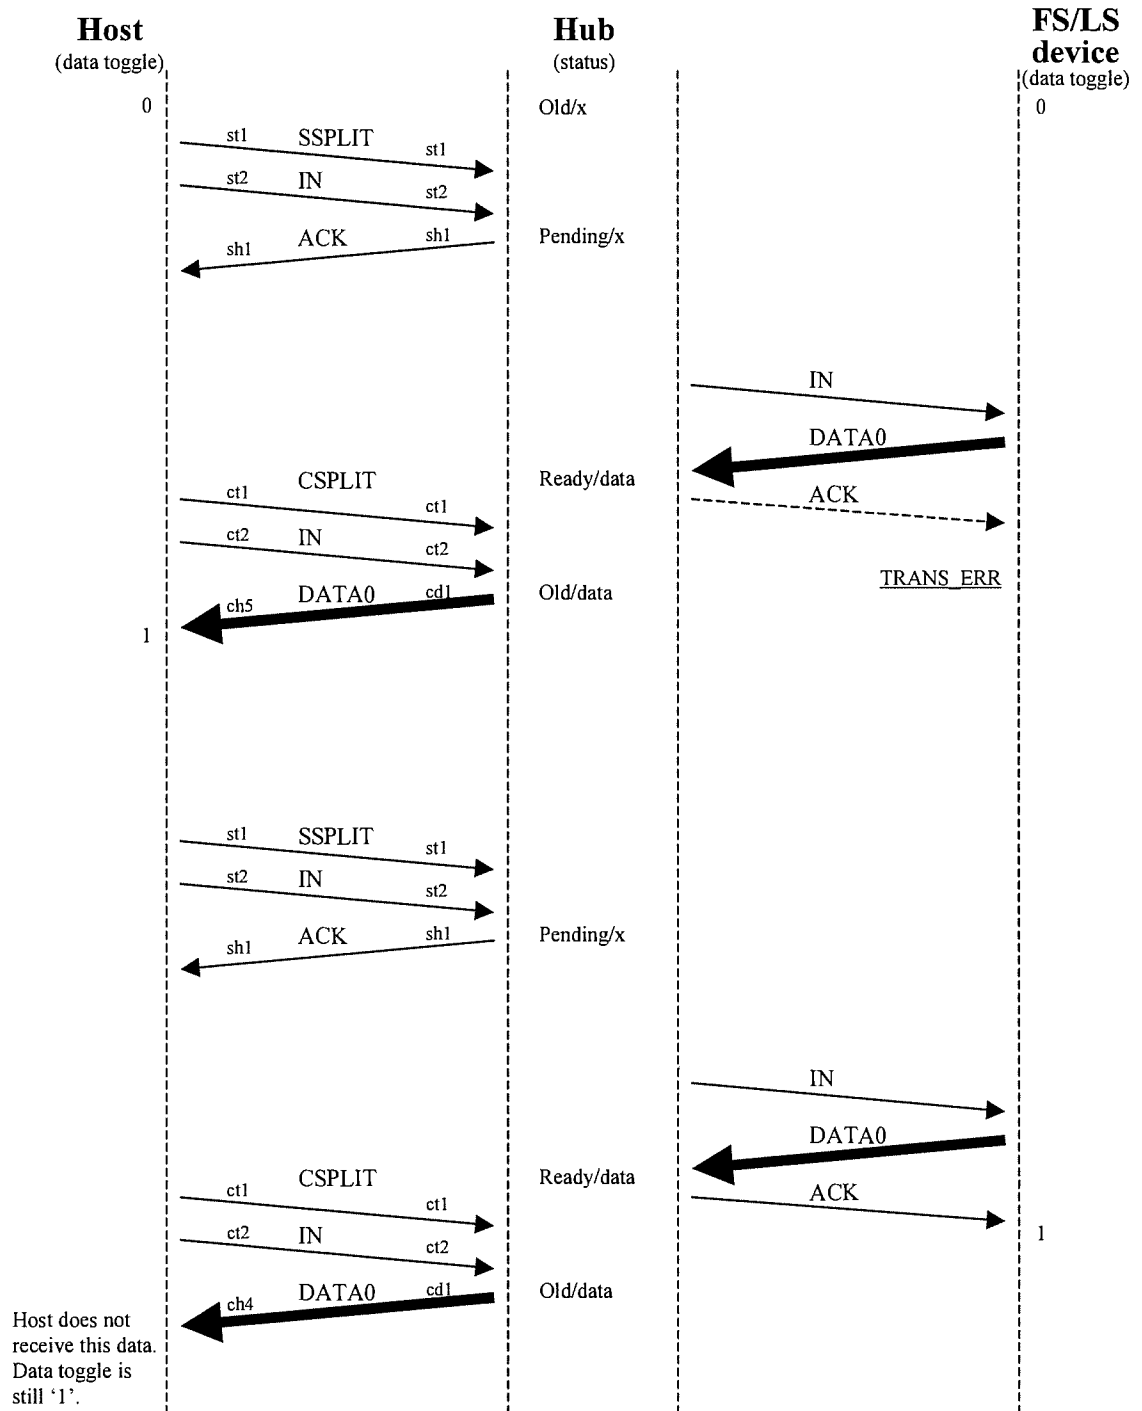 Host
(data toggle)
Hub
(status)
FS/LS
device
(data toggle)
0
Old/x
0
st1 SSPLIT st1
st2 IN st2
sh1 ACK sh1
Pending/x
IN
DATA0
Ready/data
ACK
ct1 CSPLIT ct1
ct2 IN ct2
TRANS_ERR
ch5 DATA0 cd1
Old/data
1
st1 SSPLIT st1
st2 IN st2
sh1 ACK sh1
Pending/x
IN
DATA0
Ready/data
ACK
ct1 CSPLIT ct1
ct2 IN ct2
1
ch4 DATA0 cd1
Old/data
Host does not
receive this data.
Data toggle is
still ‘1’.